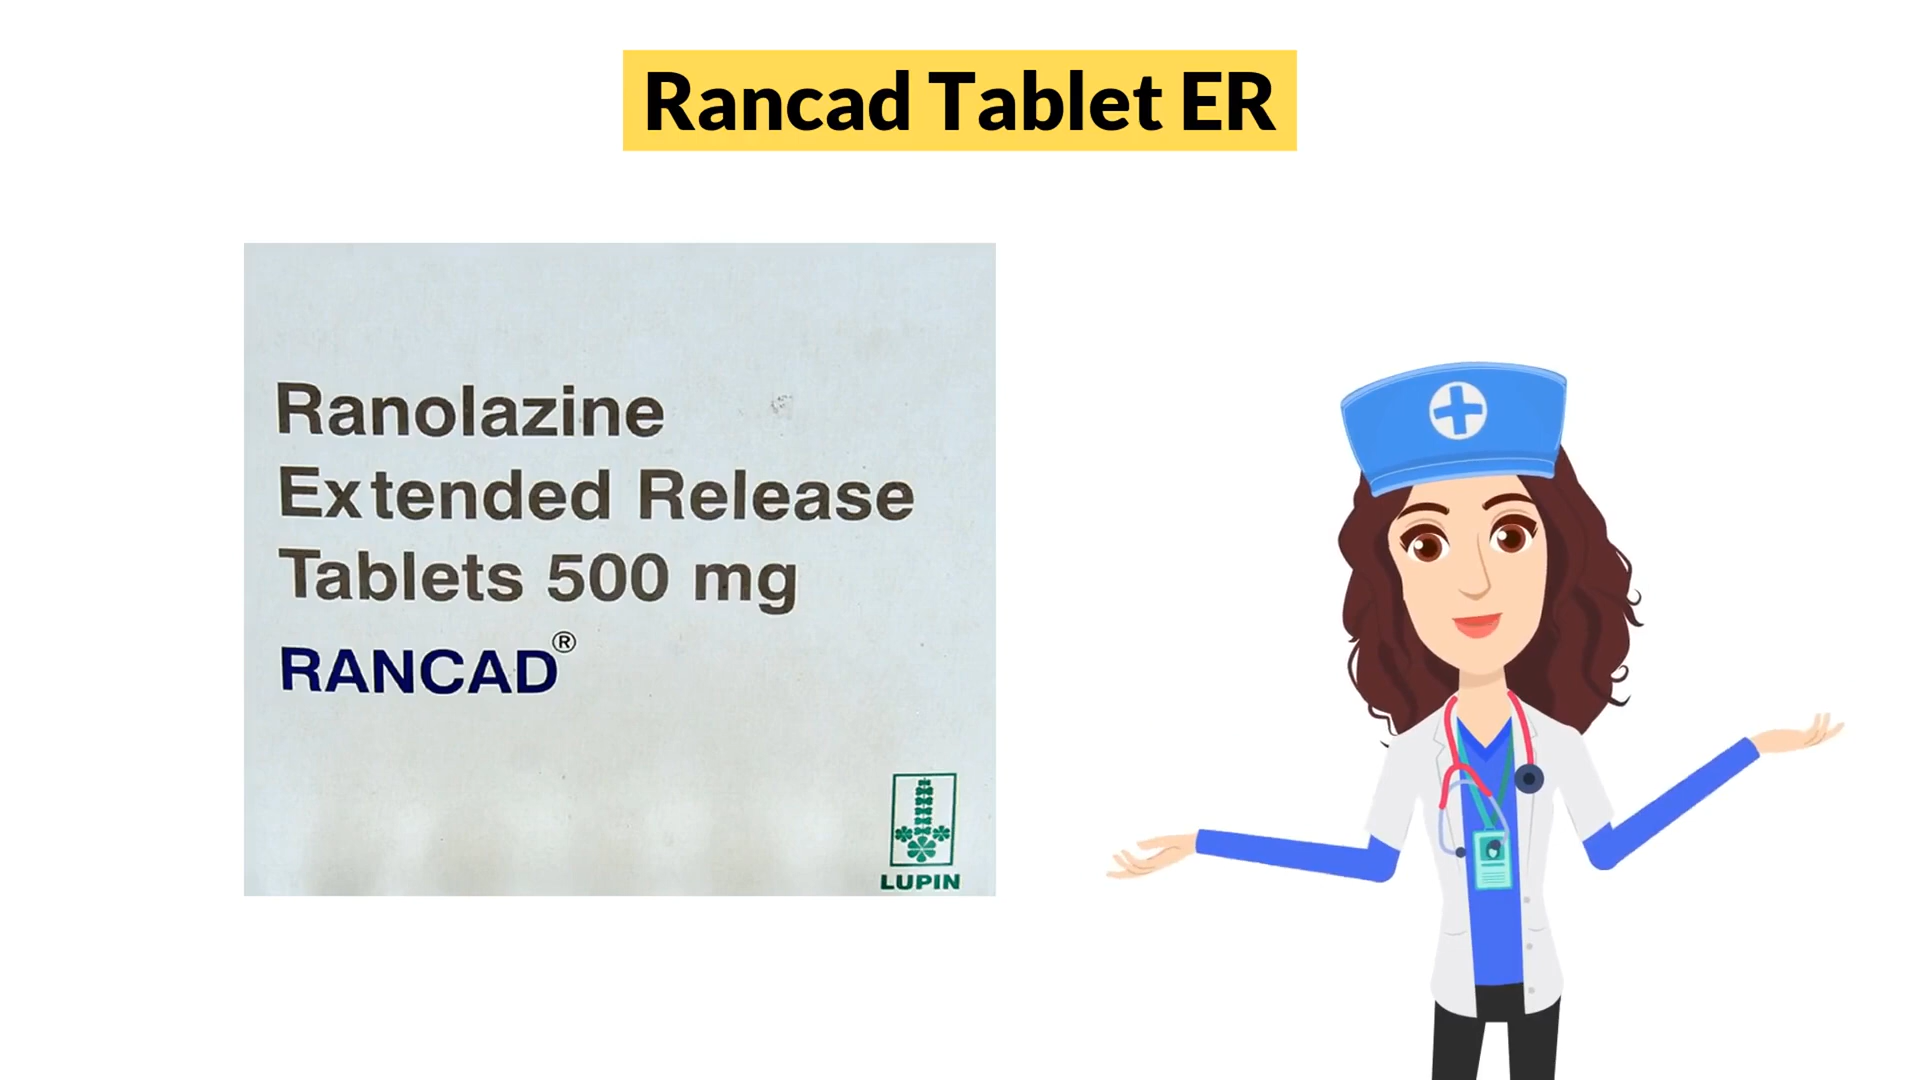 Rancad Tablet ER
Ranolazine
Extended Release
Tablets 500 mg
RANCAD®
LUPIN